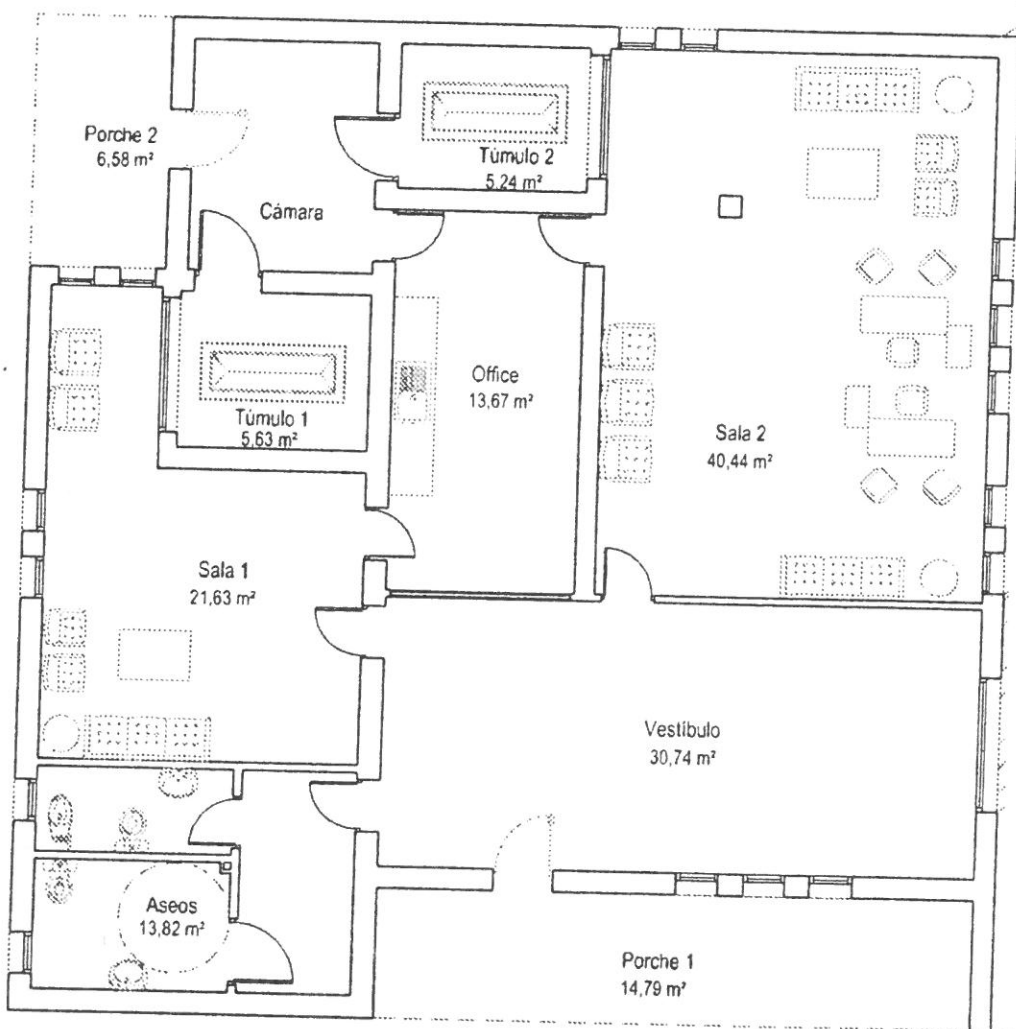 Porche 2
6,58 m²
Túmulo 2
5,24 m²
Cámara
Office
13,67 m²
Túmulo 1
5,63 m²
Sala 2
40,44 m²
Sala 1
21,63 m²
Vestíbulo
30,74 m²
Aseos
13,82 m²
Porche 1
14,79 m²